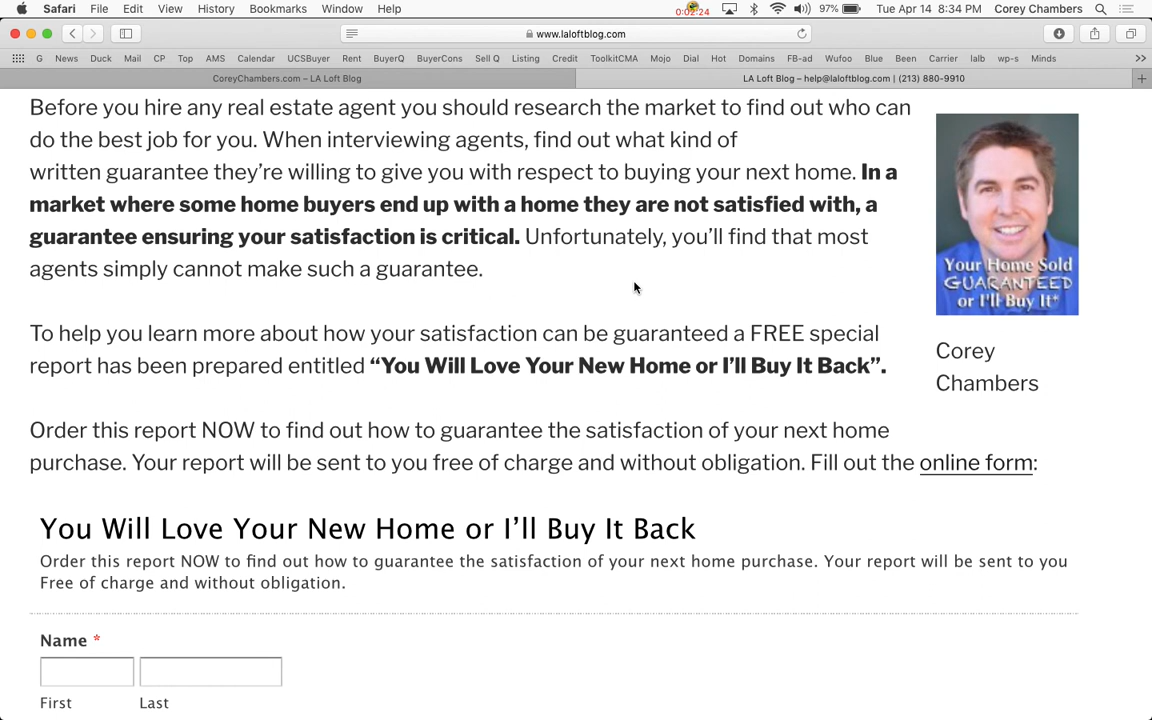 Safari File Edit View History Bookmarks Window Help 0:02:24 97% Tue Apr 14 8:34 PM Corey Chambers
www.laloftblog.com
G News Duck Mail CP Top AMS Calendar UCSBuyer Rent BuyerQ BuyerCons Sell Q Listing Credit ToolkitCMA Mojo Dial Hot Domains FB-ad Wufoo Blue Been Carrier lalb wp-s Minds
CoreyChambers.com – LA Loft Blog LA Loft Blog – help@laloftblog.com | (213) 880-9910
Before you hire any real estate agent you should research the market to find out who can
do the best job for you. When interviewing agents, find out what kind of
written guarantee they’re willing to give you with respect to buying your next home. In a
market where some home buyers end up with a home they are not satisfied with, a
guarantee ensuring your satisfaction is critical. Unfortunately, you’ll find that most
agents simply cannot make such a guarantee.
Your Home Sold
GUARANTEED
or I'll Buy It*
Corey
Chambers
To help you learn more about how your satisfaction can be guaranteed a FREE special
report has been prepared entitled “You Will Love Your New Home or I’ll Buy It Back”.
Order this report NOW to find out how to guarantee the satisfaction of your next home
purchase. Your report will be sent to you free of charge and without obligation. Fill out the online form:
You Will Love Your New Home or I’ll Buy It Back
Order this report NOW to find out how to guarantee the satisfaction of your next home purchase. Your report will be sent to you
Free of charge and without obligation.
Name *
First Last